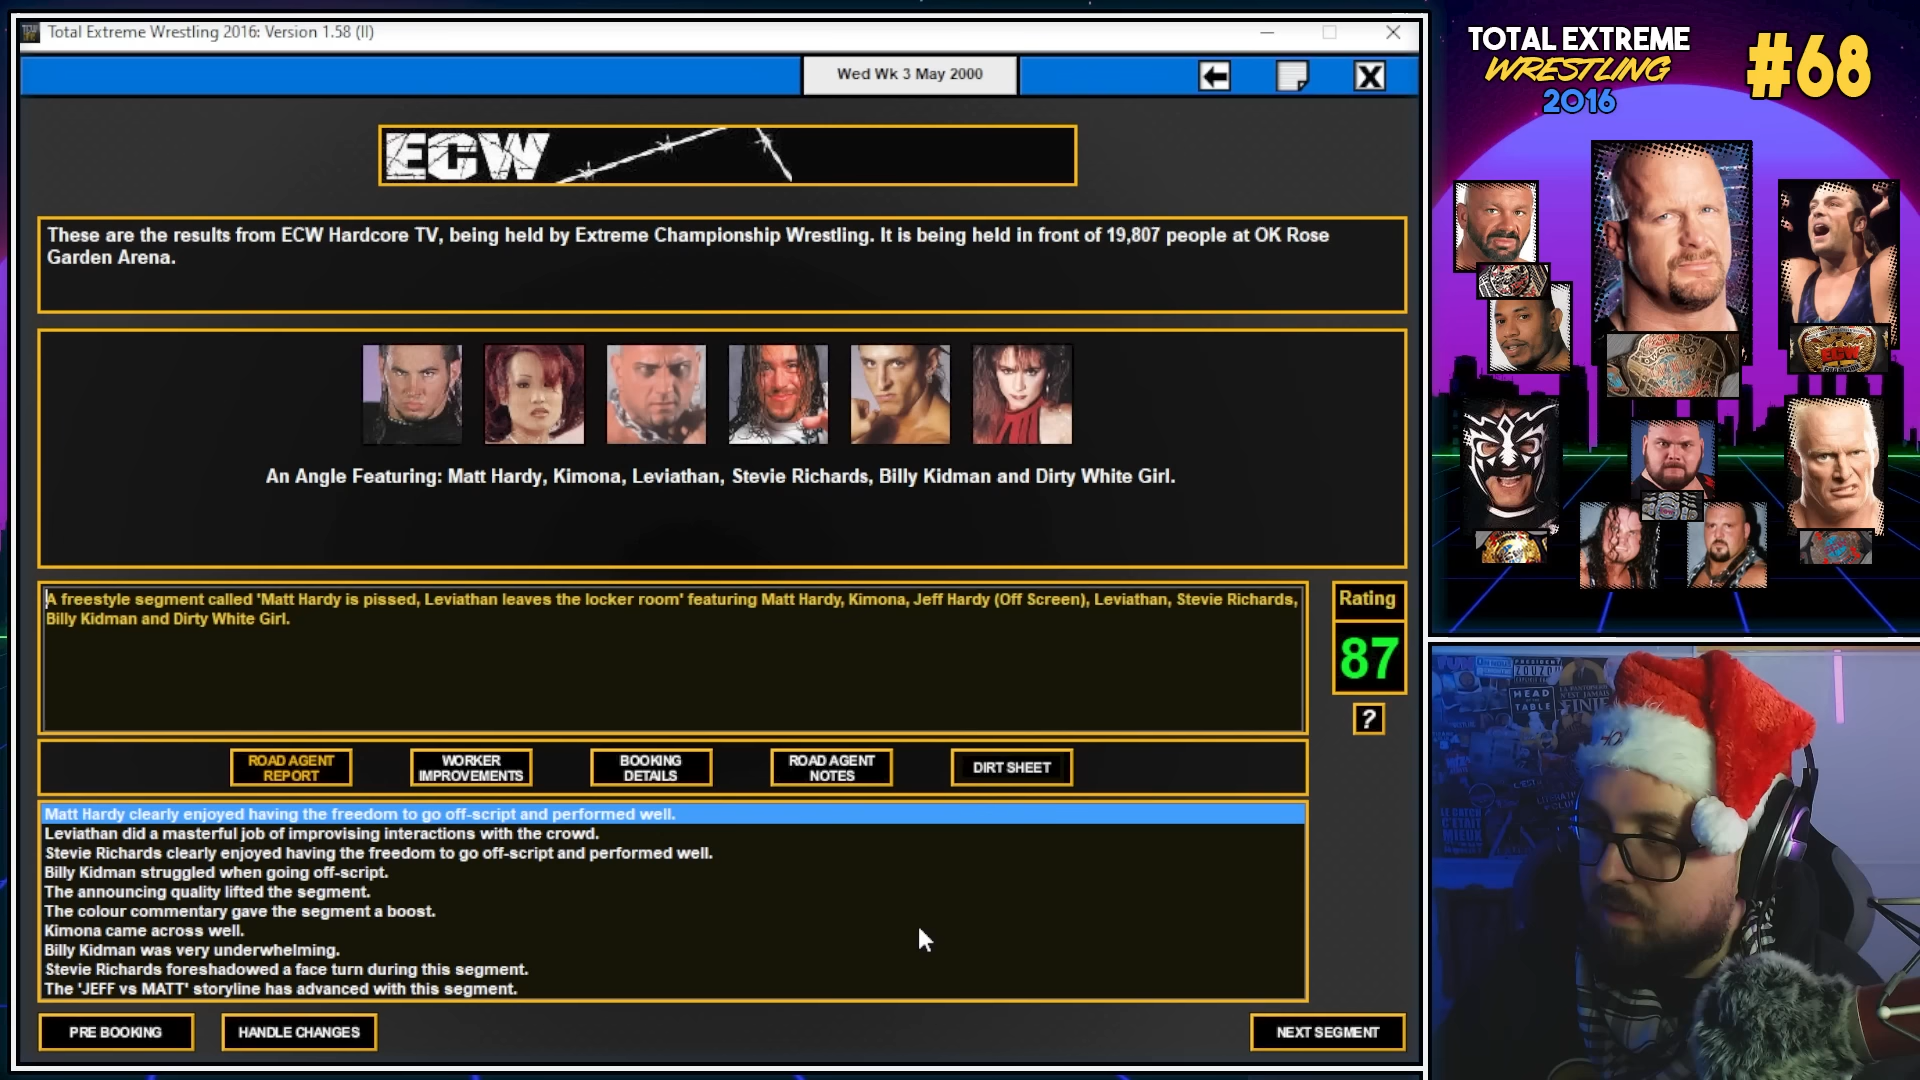 Total Extreme Wrestling 2016: Version 1.58 (II)
Wed Wk 3 May 2000
ECW
These are the results from ECW Hardcore TV, being held by Extreme Championship Wrestling. It is being held in front of 19,807 people at OK Rose
Garden Arena.
An Angle Featuring: Matt Hardy, Kimona, Leviathan, Stevie Richards, Billy Kidman and Dirty White Girl.
A freestyle segment called 'Matt Hardy is pissed, Leviathan leaves the locker room' featuring Matt Hardy, Kimona, Jeff Hardy (Off Screen), Leviathan, Stevie Richards,
Billy Kidman and Dirty White Girl.
Rating
87
?
ROAD AGENT
REPORT
WORKER
IMPROVEMENTS
BOOKING
DETAILS
ROAD AGENT
NOTES
DIRT SHEET
Matt Hardy clearly enjoyed having the freedom to go off-script and performed well.
Leviathan did a masterful job of improvising interactions with the crowd.
Stevie Richards clearly enjoyed having the freedom to go off-script and performed well.
Billy Kidman struggled when going off-script.
The announcing quality lifted the segment.
The colour commentary gave the segment a boost.
Kimona came across well.
Billy Kidman was very underwhelming.
Stevie Richards foreshadowed a face turn during this segment.
The 'JEFF vs MATT' storyline has advanced with this segment.
PRE BOOKING
HANDLE CHANGES
NEXT SEGMENT
TOTAL EXTREME
WRESTLING
2016
#68
HEAD
OF THE
TABLE